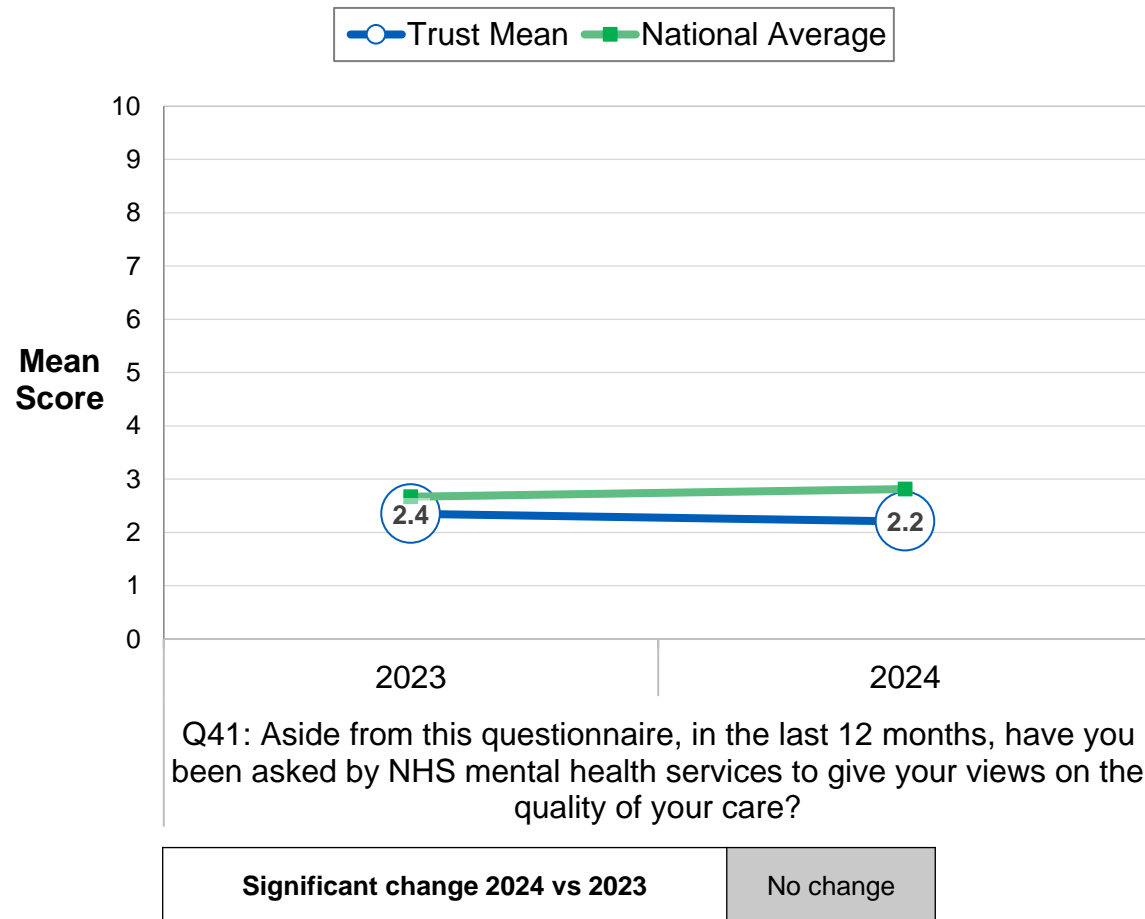 Trust Mean National Average
10
9
8
7
6
5
4
3
2
1
0
Mean
Score
2.4
2.2
2023 2024
Q41: Aside from this questionnaire, in the last 12 months, have you
been asked by NHS mental health services to give your views on the
quality of your care?
Significant change 2024 vs 2023 No change